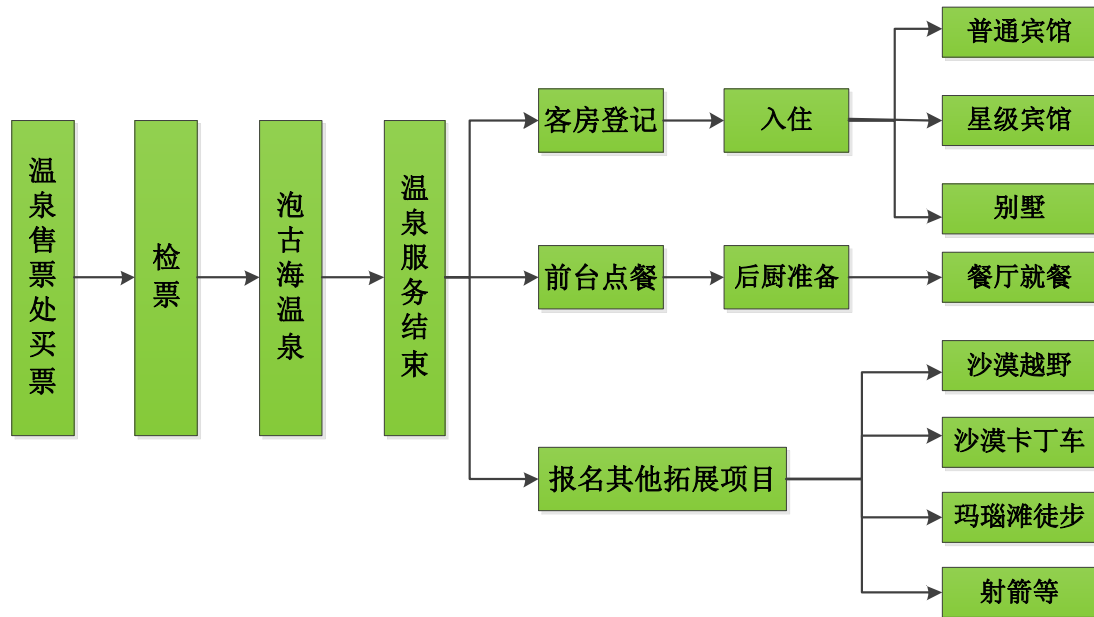 温泉售票处买票
检票
泡古海温泉
温泉服务结束
客房登记
入住
普通宾馆
星级宾馆
别墅
前台点餐
后厨准备
餐厅就餐
报名其他拓展项目
沙漠越野
沙漠卡丁车
玛瑙滩徒步
射箭等